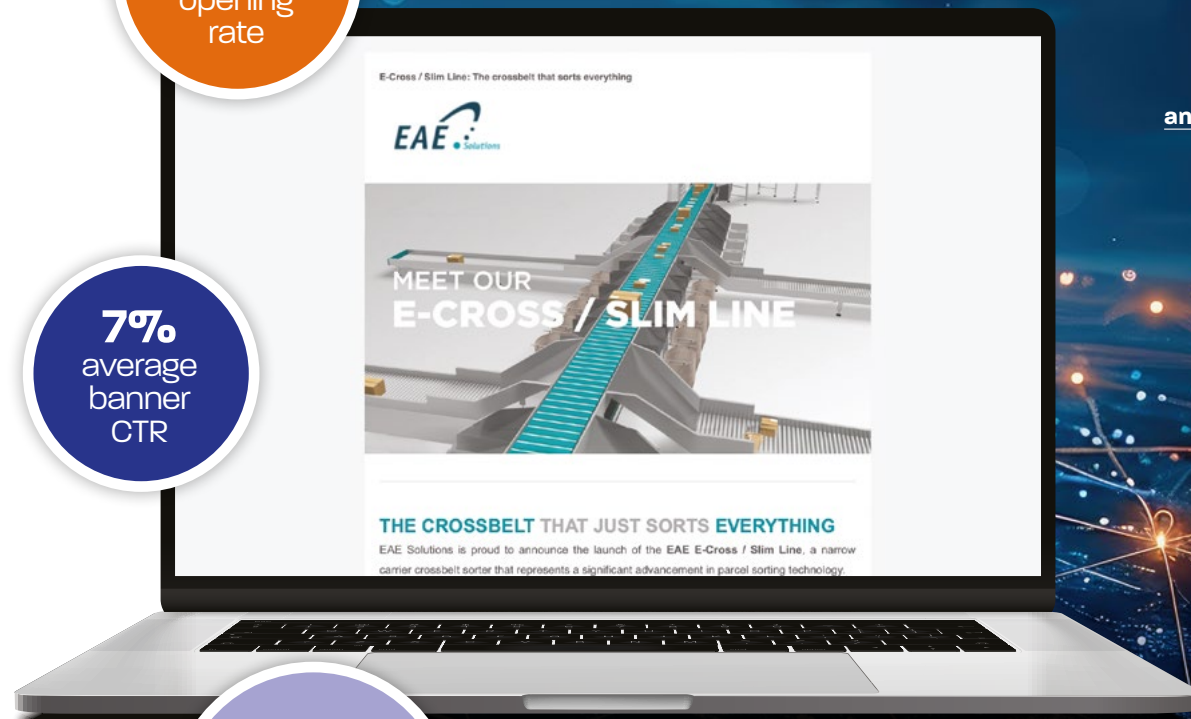 opening
rate
E-Cross / Slim Line: The crossbelt that sorts everything
EAE
Solutions
an
MEET OUR
E-CROSS / SLIM LINE
7%
average
banner
CTR
THE CROSSBELT THAT JUST SORTS EVERYTHING
EAE Solutions is proud to announce the launch of the EAE E-Cross / Slim Line, a narrow
carrier crossbelt sorter that represents a significant advancement in parcel sorting technology.